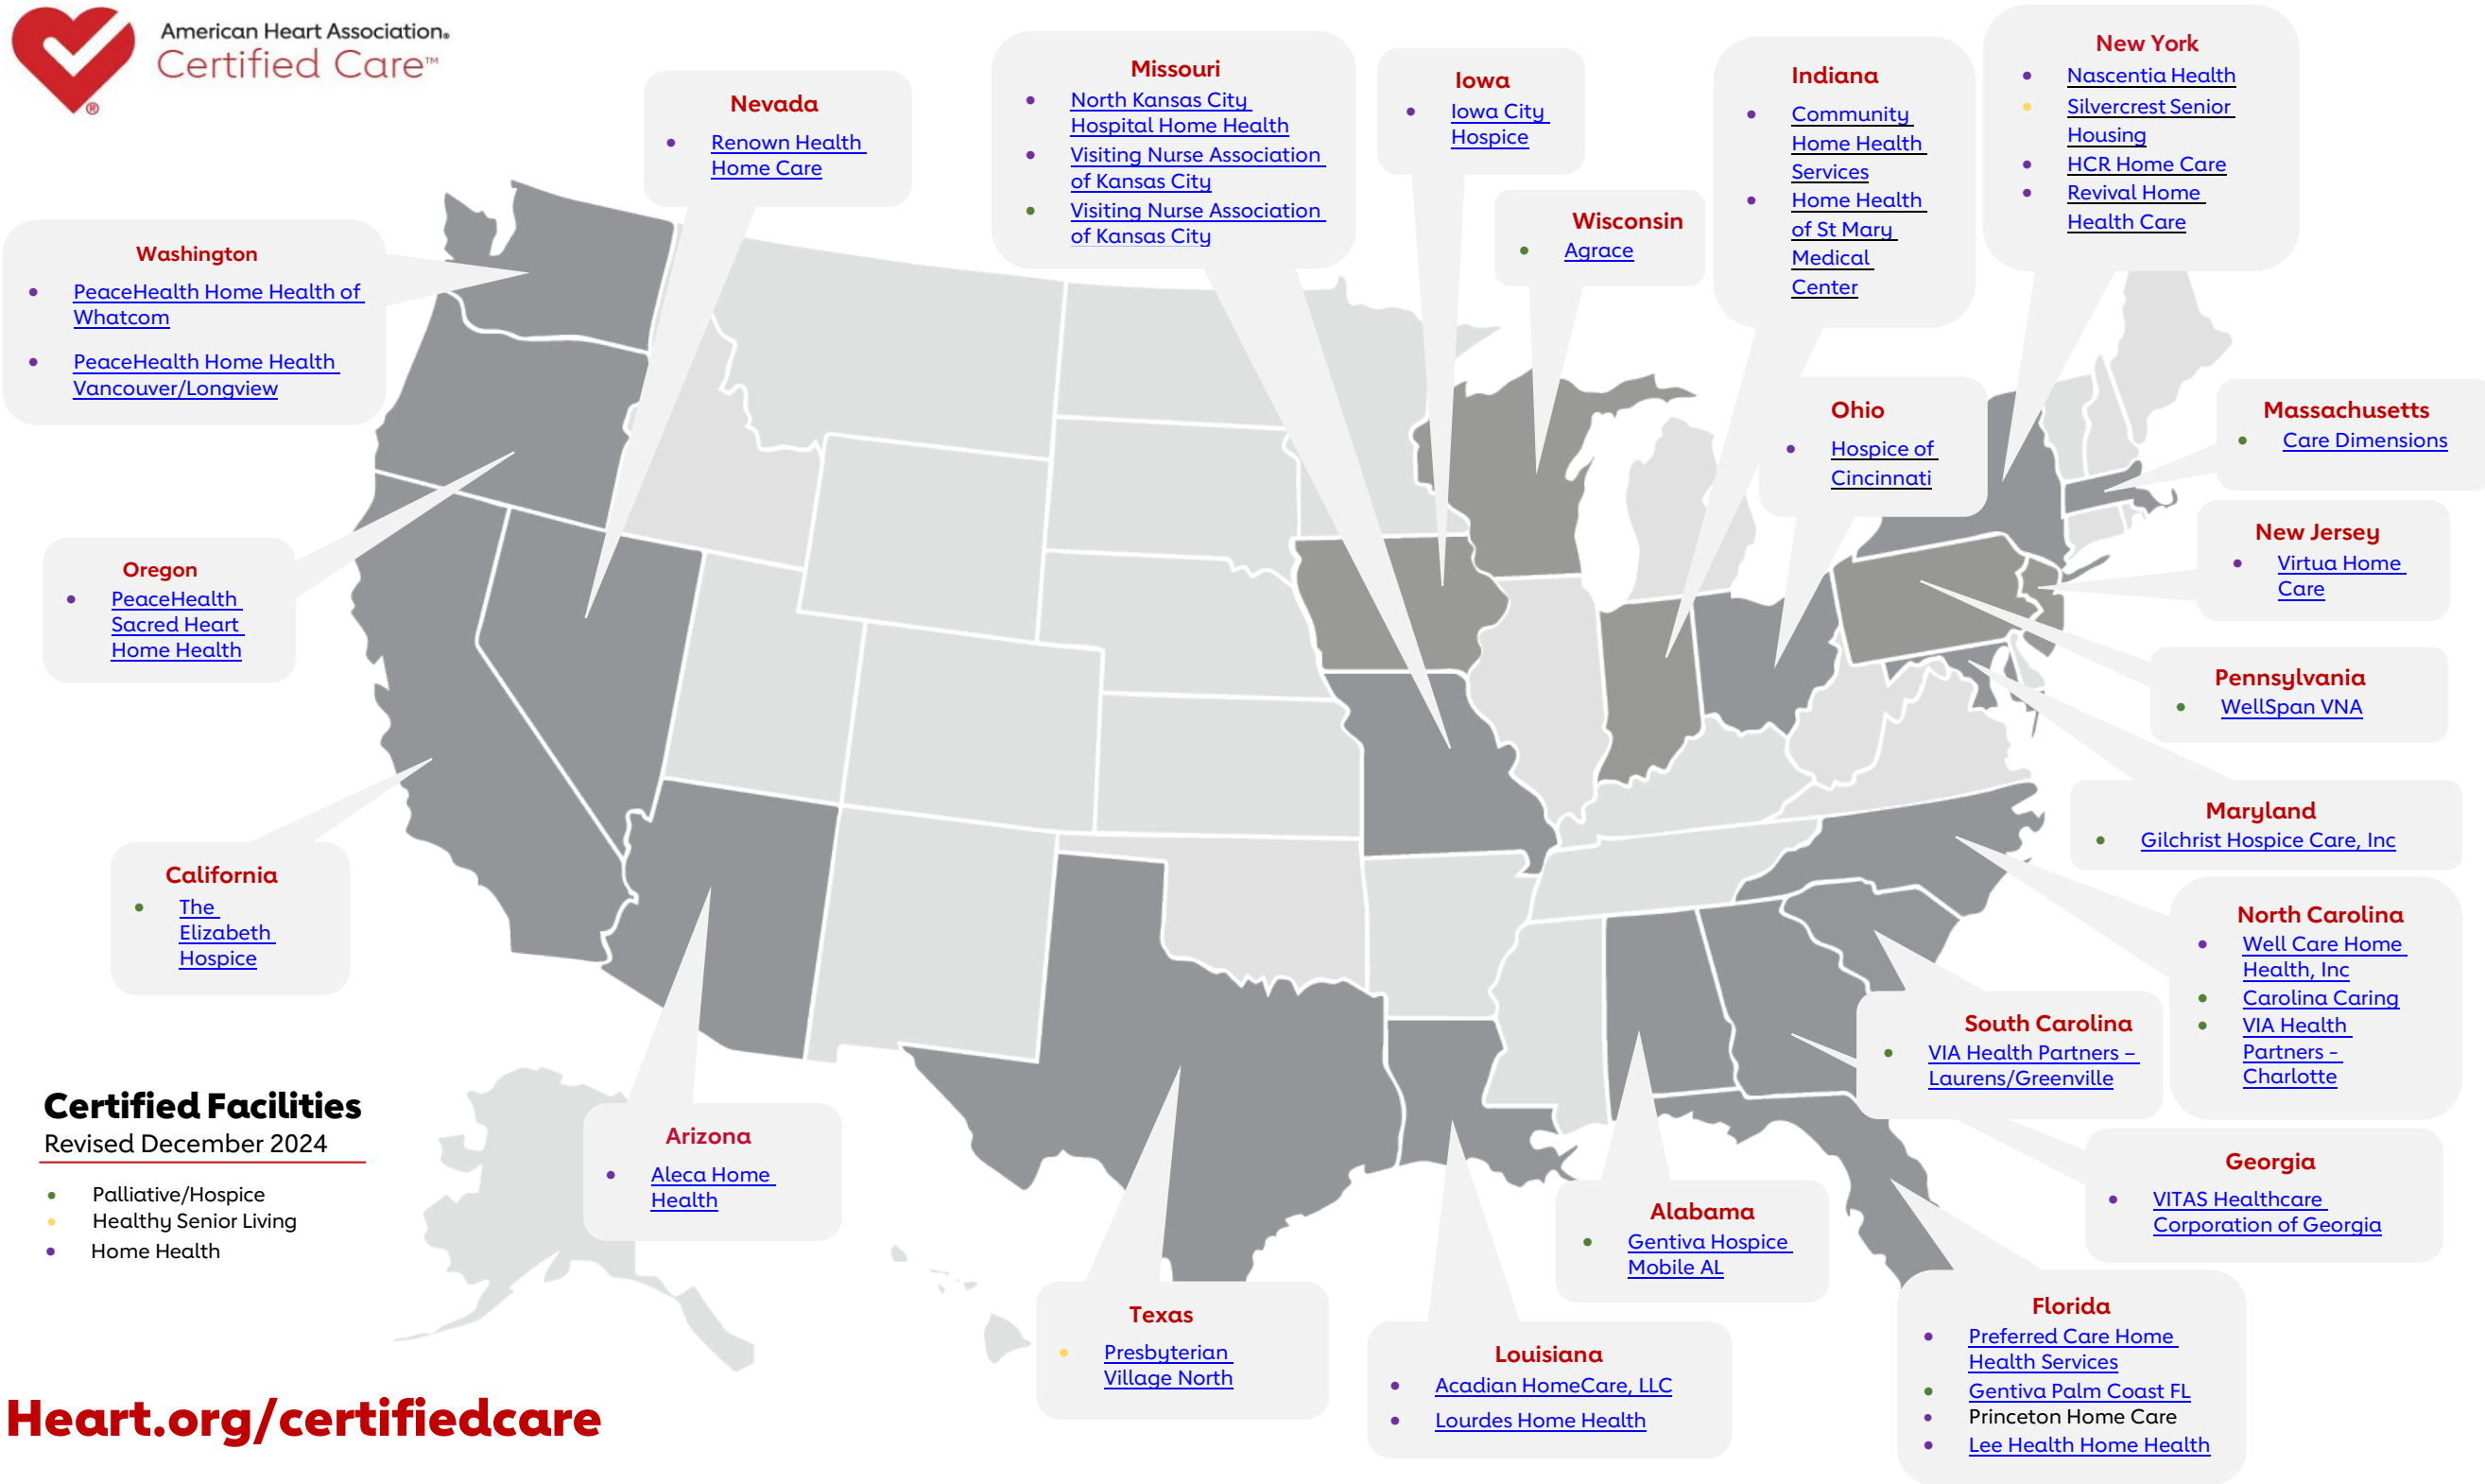 American Heart Association®
Certified Care™
®
Nevada
Renown Health
Home Care
Missouri
North Kansas City
Hospital Home Health
Visiting Nurse Association
of Kansas City
Visiting Nurse Association
of Kansas City
Iowa
Iowa City
Hospice
Wisconsin
Agrace
Indiana
Community
Home Health
Services
Home Health
of St Mary
Medical
Center
New York
Nascentia Health
Silvercrest Senior
Housing
HCR Home Care
Revival Home
Health Care
Washington
PeaceHealth Home Health of
Whatcom
PeaceHealth Home Health
Vancouver/Longview
Ohio
Hospice of
Cincinnati
Massachusetts
Care Dimensions
New Jersey
Virtua Home
Care
Oregon
PeaceHealth
Sacred Heart
Home Health
Pennsylvania
WellSpan VNA
Maryland
Gilchrist Hospice Care, Inc
California
The
Elizabeth
Hospice
North Carolina
Well Care Home
Health, Inc
Carolina Caring
VIA Health
Partners -
Charlotte
South Carolina
VIA Health Partners –
Laurens/Greenville
Georgia
VITAS Healthcare
Corporation of Georgia
Certified Facilities
Revised December 2024
Palliative/Hospice
Healthy Senior Living
Home Health
Arizona
Aleca Home
Health
Alabama
Gentiva Hospice
Mobile AL
Texas
Presbyterian
Village North
Louisiana
Acadian HomeCare, LLC
Lourdes Home Health
Florida
Preferred Care Home
Health Services
Gentiva Palm Coast FL
Princeton Home Care
Lee Health Home Health
Heart.org/certifiedcare